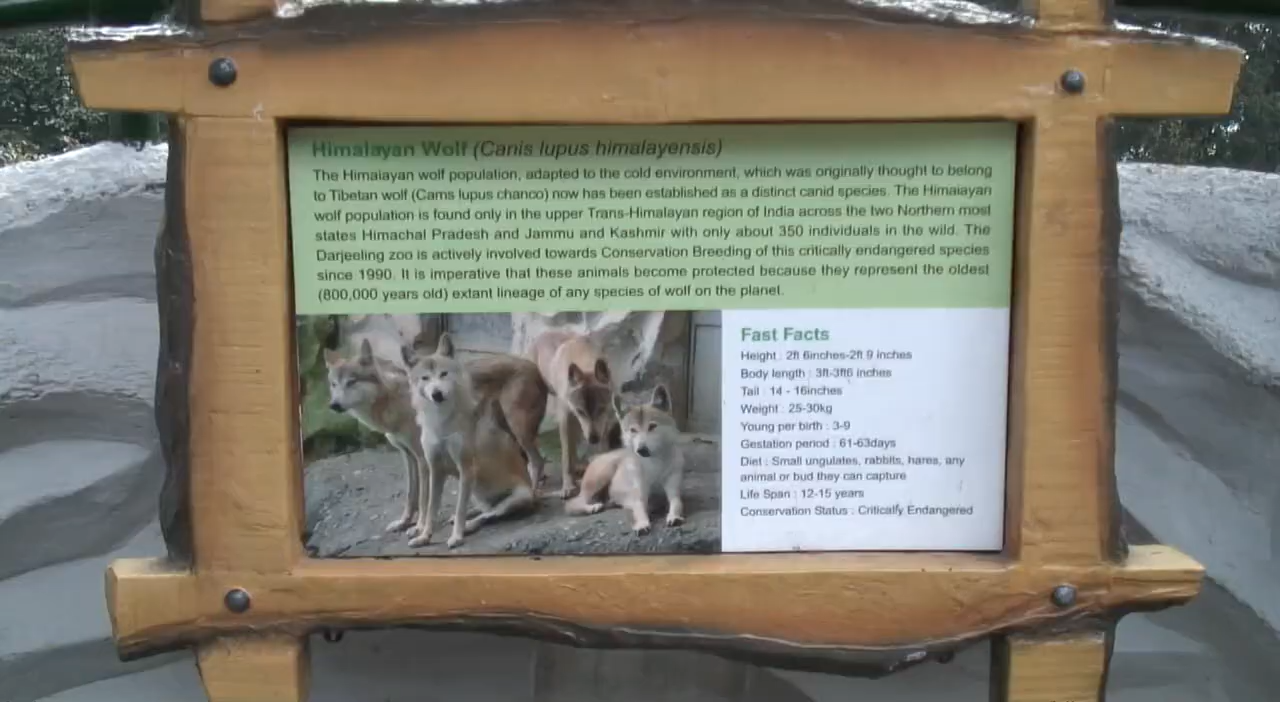 Himalayan Wolf (Canis lupus himalayensis)
The Himaiayan wolf population, adapted to the cold environment, which was originally thought to belong
to Tibetan wolf (Cams lupus chanco) now has been established as a distinct canid species. The Himaiayan
wolf population is found only in the upper Trans-Himalayan region of India across the two Northern most
states Himachal Pradesh and Jammu and Kashmir with only about 350 individuals in the wild. The
Darjeeling zoo is actively involved towards Conservation Breeding of this critically endangered species
since 1990. It is imperative that these animals become protected because they represent the oldest
(800,000 years old) extant lineage of any species of wolf on the planet.
Fast Facts
Height : 2ft 6inches-2ft 9 inches
Body length : 3ft-3ft6 inches
Tail : 14 - 16inches
Weight : 25-30kg
Young per birth : 3-9
Gestation period : 61-63days
Diet : Small ungulates, rabbits, hares, any
animal or bud they can capture
Life Span : 12-15 years
Conservation Status : Critically Endangered